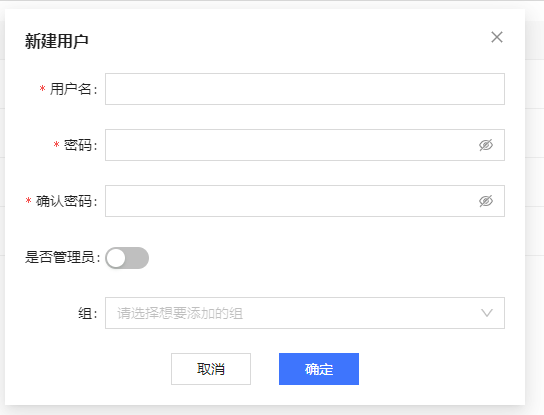 新建用户
* 用户名:
* 密码:
* 确认密码:
是否管理员:
组: 请选择想要添加的组
取消 确定